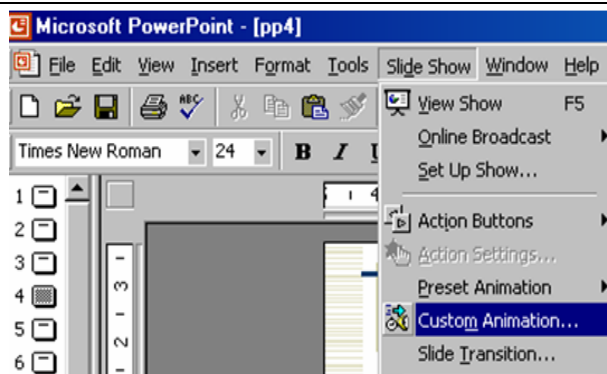 Microsoft PowerPoint - [pp4]
File Edit View Insert Format Tools Slide Show Window Help
ABC
Times New Roman 24 B I U
View Show F5
Online Broadcast
Set Up Show...
Action Buttons
Action Settings...
Preset Animation
Custom Animation...
Slide Transition...
1
2
3
4
5
6
4
3
2